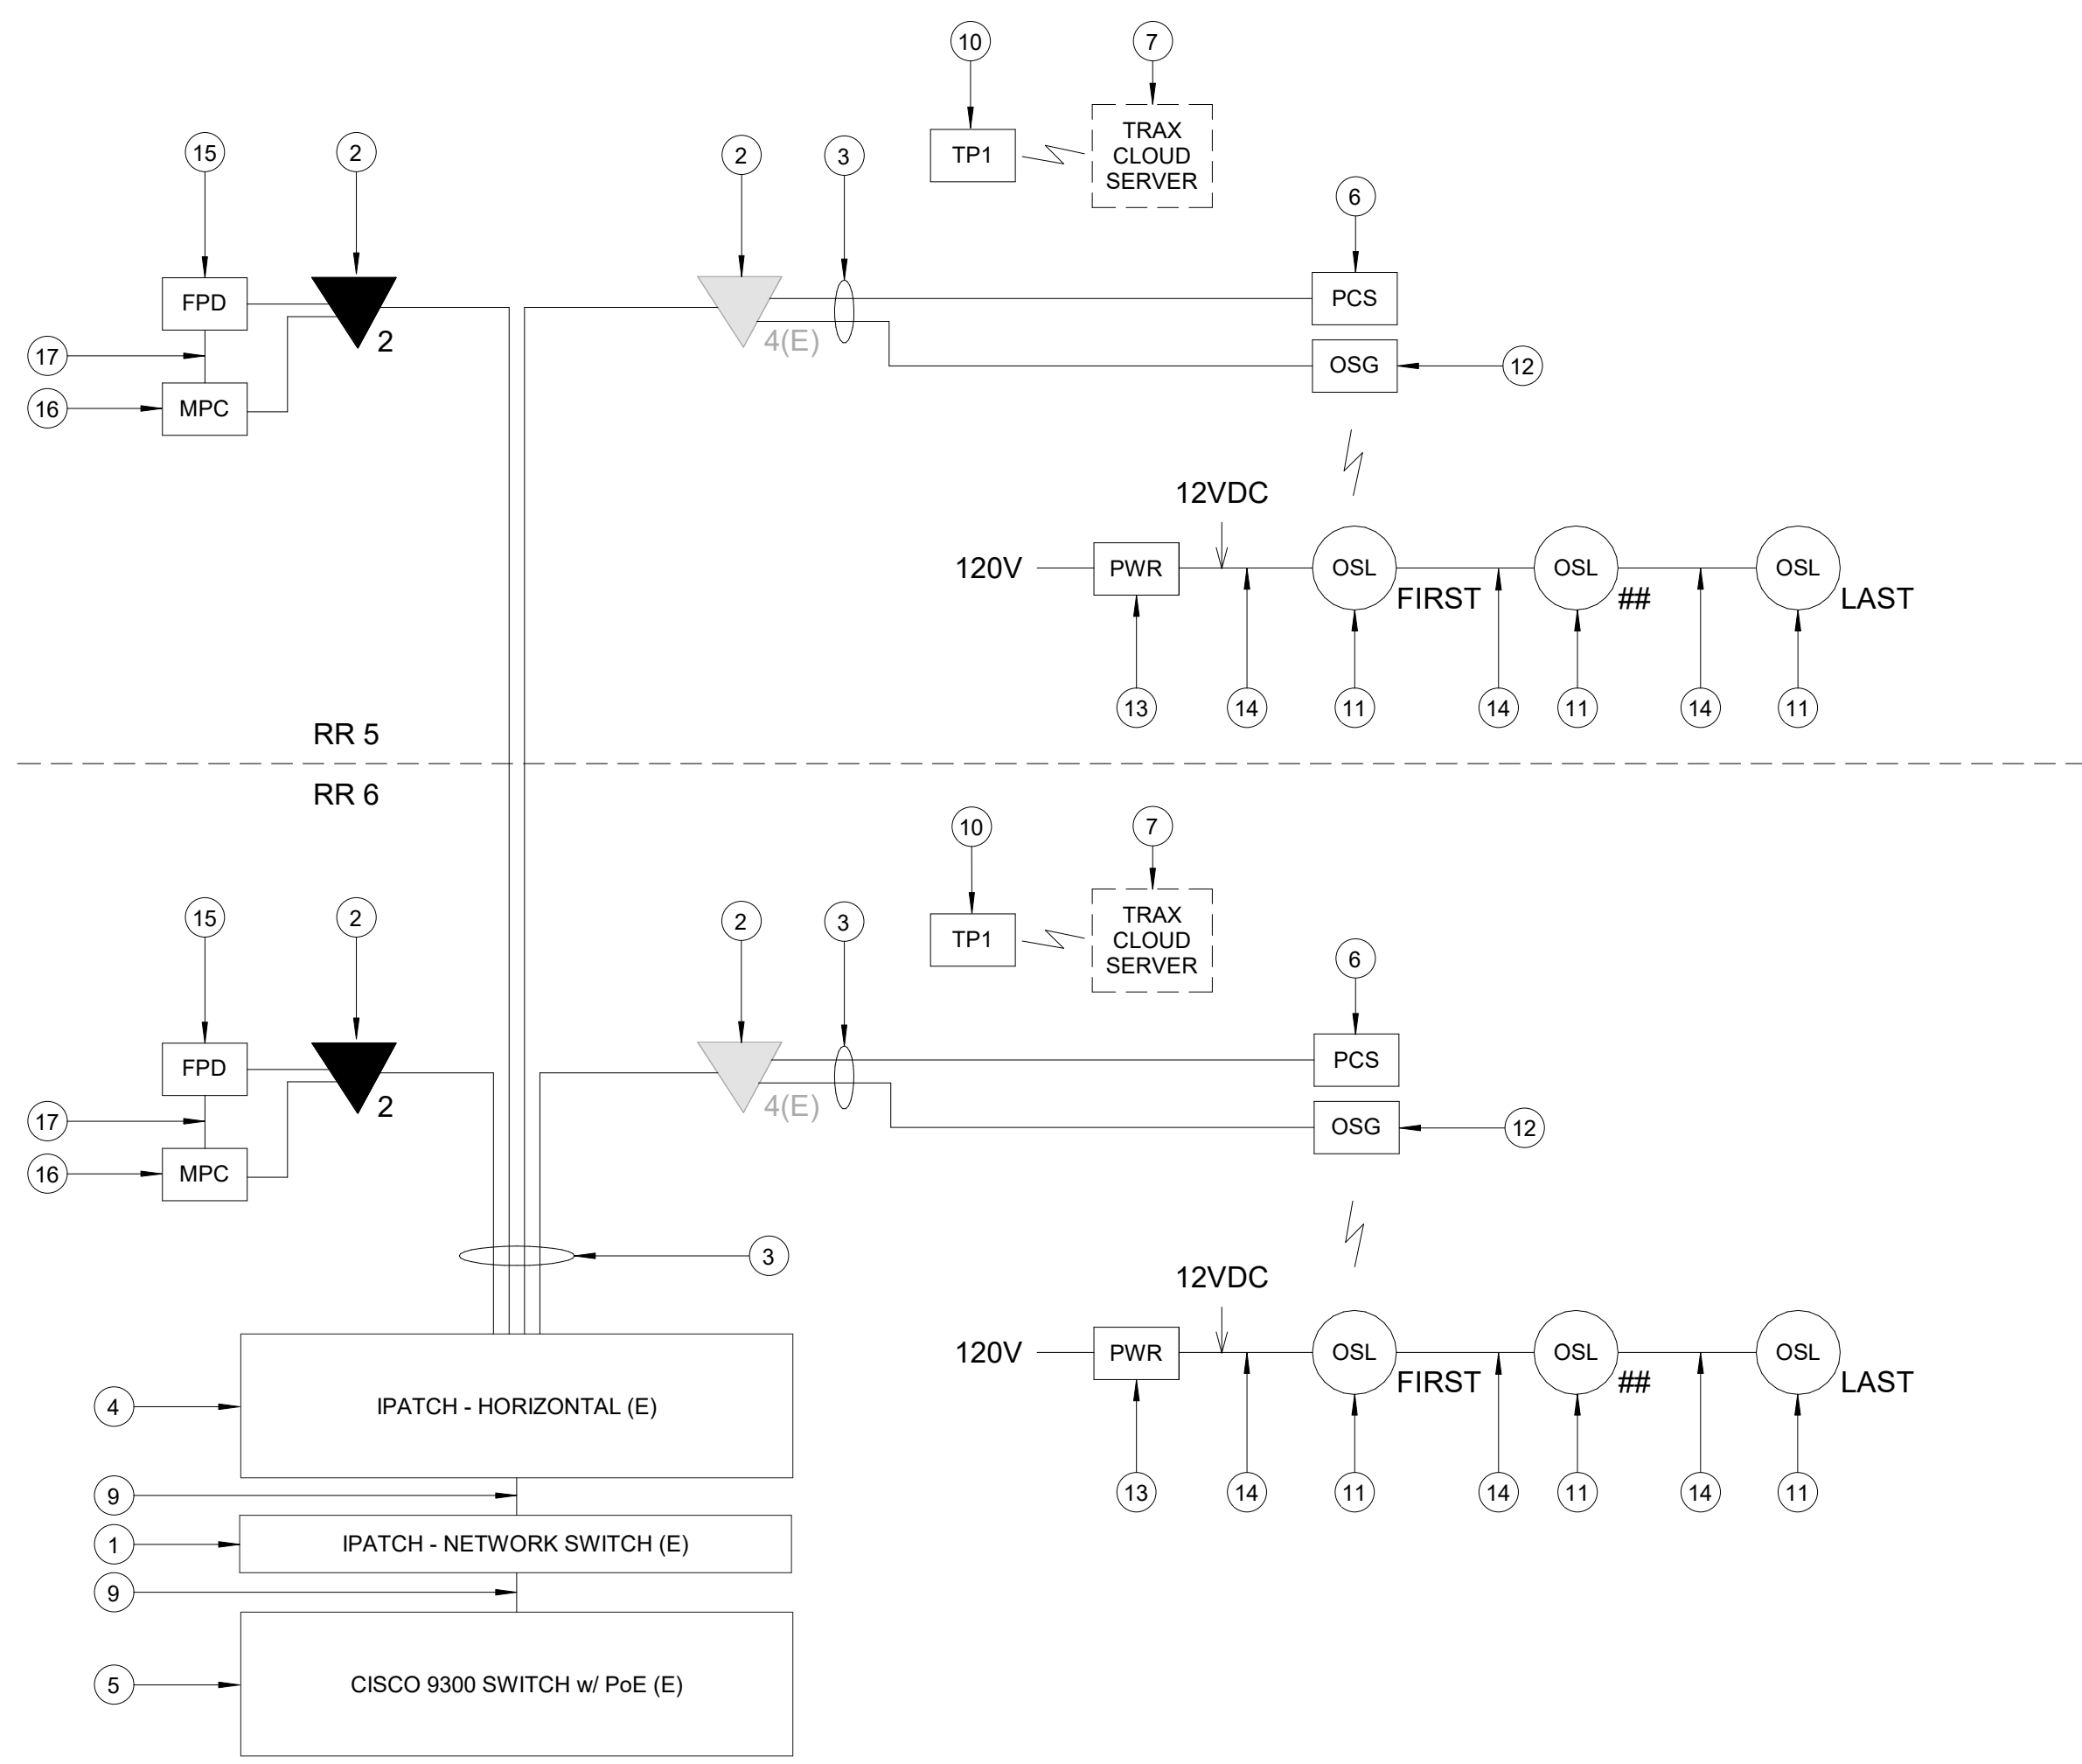 10
7
TRAX
CLOUD
SERVER
TP1
15
2
2
3
6
FPD
2
4(E)
PCS
17
OSG
12
16
MPC
12VDC
120V
PWR
OSL
FIRST
OSL
##
OSL
LAST
13
14
11
14
11
14
11
RR 5
RR 6
10
7
TRAX
CLOUD
SERVER
TP1
15
2
2
3
6
FPD
2
4(E)
PCS
17
OSG
12
16
MPC
3
12VDC
120V
PWR
OSL
FIRST
OSL
##
OSL
LAST
4
IPATCH - HORIZONTAL (E)
13
14
11
14
11
14
11
9
1
IPATCH - NETWORK SWITCH (E)
9
5
CISCO 9300 SWITCH w/ PoE (E)